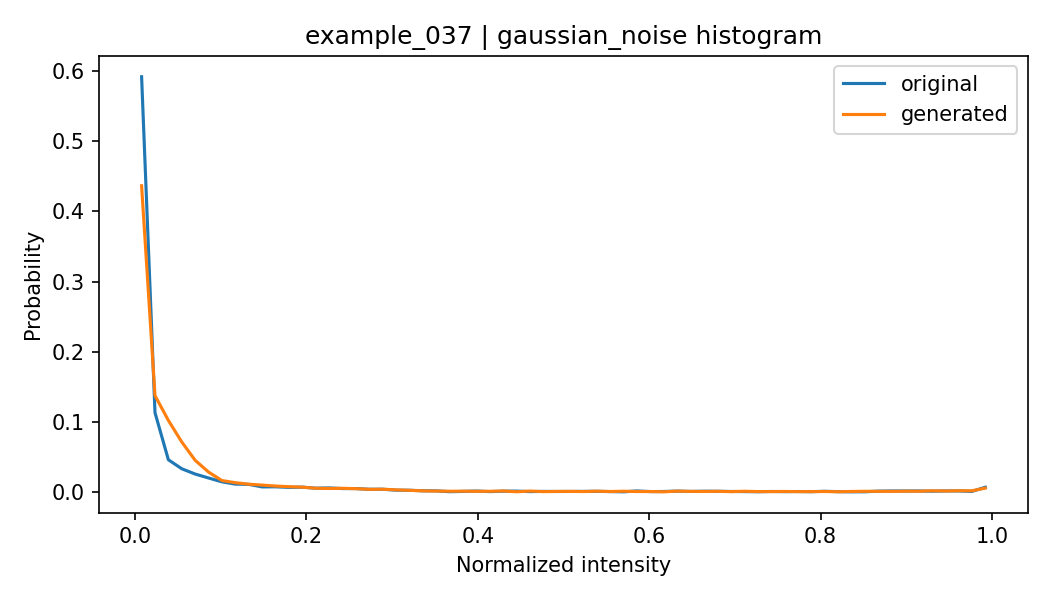 example_037 | gaussian_noise histogram
original
generated
Probability
0.6
0.5
0.4
0.3
0.2
0.1
0.0
0.0 0.2 0.4 0.6 0.8 1.0
Normalized intensity